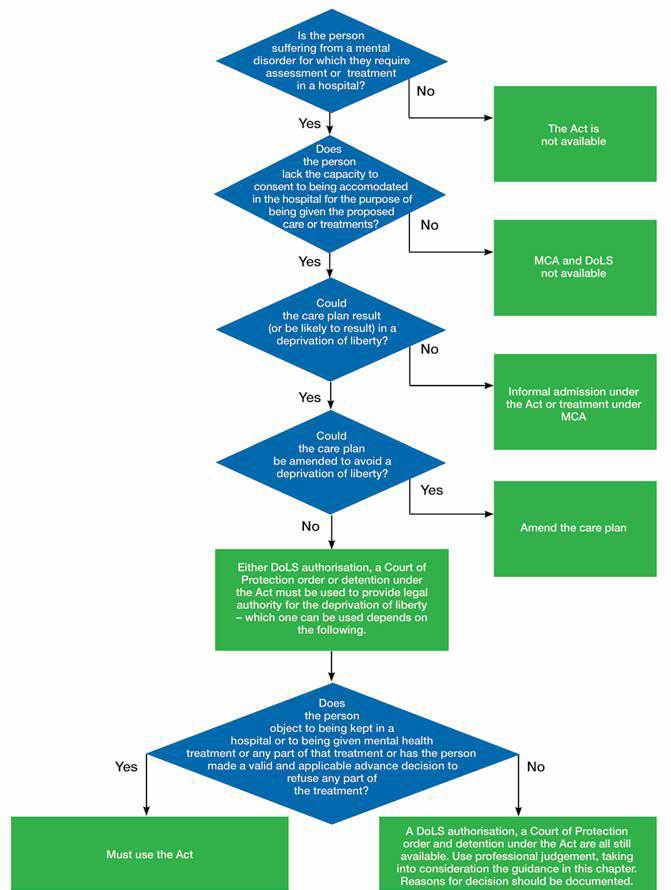 Is the person
suffering from a mental
disorder for which they require
assessment or treatment
in a hospital?
No
The Act is
not available
Yes
Does
the person
lack the capacity to
consent to being accomodated
in the hospital for the purpose of
being given the proposed
care or treatments?
No
MCA and DoLS
not available
Yes
Could
the care plan result
(or be likely to result) in a
deprivation of liberty?
No
Informal admission under
the Act or treatment under
MCA
Yes
Could
the care plan
be amended to avoid a
deprivation of liberty?
Yes
Amend the care plan
No
Either DoLS authorisation, a Court of
Protection order or detention under
the Act must be used to provide legal
authority for the deprivation of liberty
– which one can be used depends on
the following.
Does
the person
object to being kept in a
hospital or to being given mental health
treatment or any part of that treatment or has the person
made a valid and applicable advance decision to
refuse any part of
the treatment?
Yes
Must use the Act
No
A DoLS authorisation, a Court of Protection
order and detention under the Act are all still
available. Use professional judgement, taking
into consideration the guidance in this chapter.
Reasons for decision should be documented.